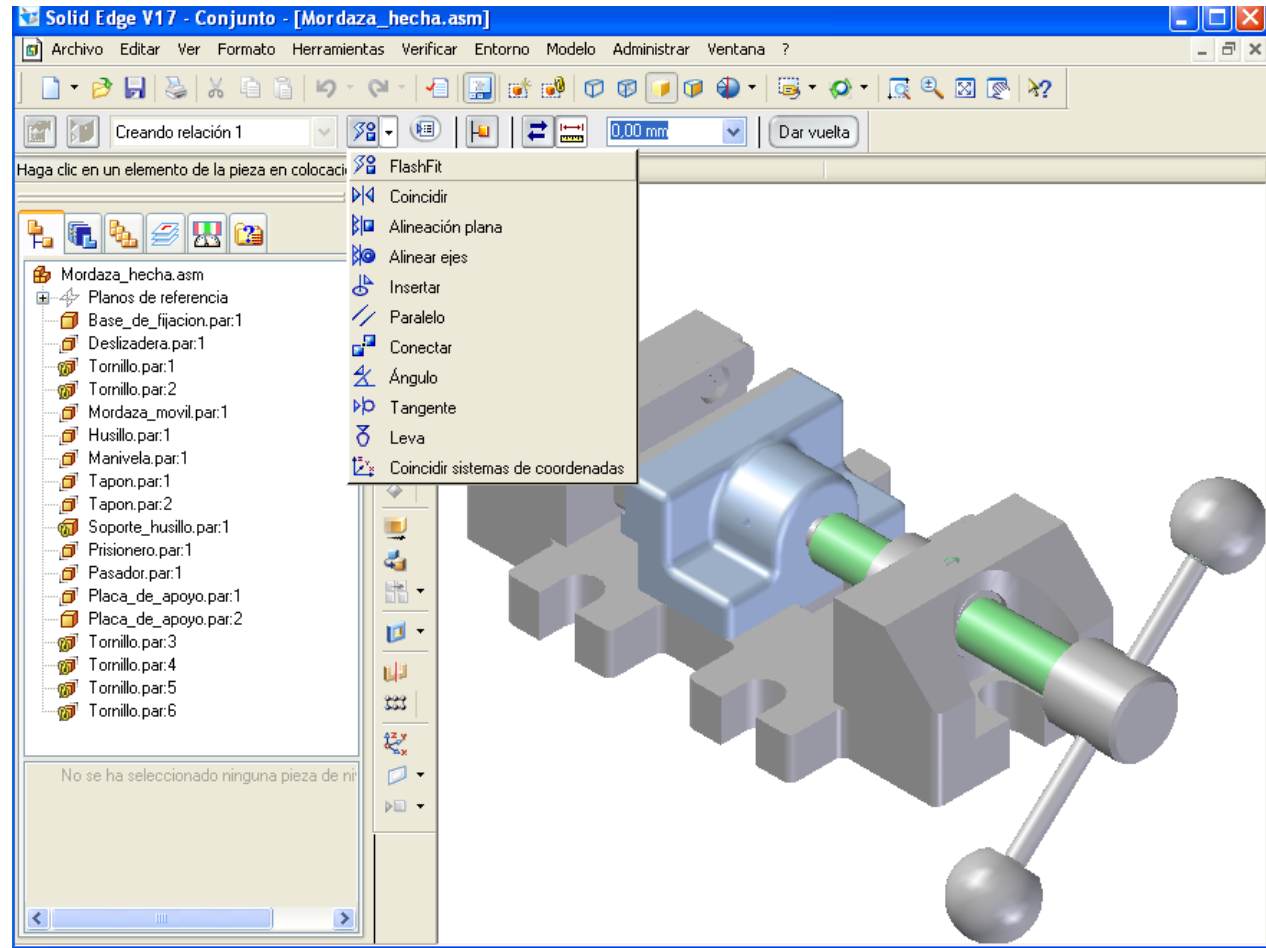 Solid Edge V17 - Conjunto - [Mordaza_hecha.asm]
Archivo Editar Ver Formato Herramientas Verificar Entorno Modelo Administrar Ventana ?
Creando relación 1
0,00 mm
Dar vuelta
Haga clic en un elemento de la pieza en colocaci
FlashFit
Coincidir
Alineación plana
Alinear ejes
Insertar
Paralelo
Conectar
Ángulo
Tangente
Leva
Coincidir sistemas de coordenadas
Mordaza_hecha.asm
Planos de referencia
Base_de_fijacion.par:1
Deslizadera.par:1
Tornillo.par:1
Tornillo.par:2
Mordaza_movil.par:1
Husillo.par:1
Manivela.par:1
Tapon.par:1
Tapon.par:2
Soporte_husillo.par:1
Prisionero.par:1
Pasador.par:1
Placa_de_apoyo.par:1
Placa_de_apoyo.par:2
Tornillo.par:3
Tornillo.par:4
Tornillo.par:5
Tornillo.par:6
No se ha seleccionado ninguna pieza de ni